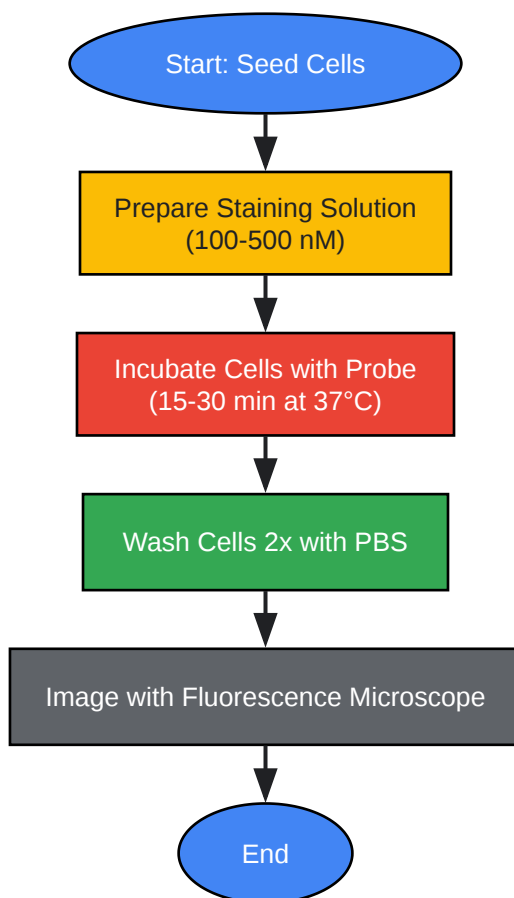 Start: Seed Cells
Prepare Staining Solution
(100-500 nM)
Incubate Cells with Probe
(15-30 min at 37°C)
Wash Cells 2x with PBS
Image with Fluorescence Microscope
End